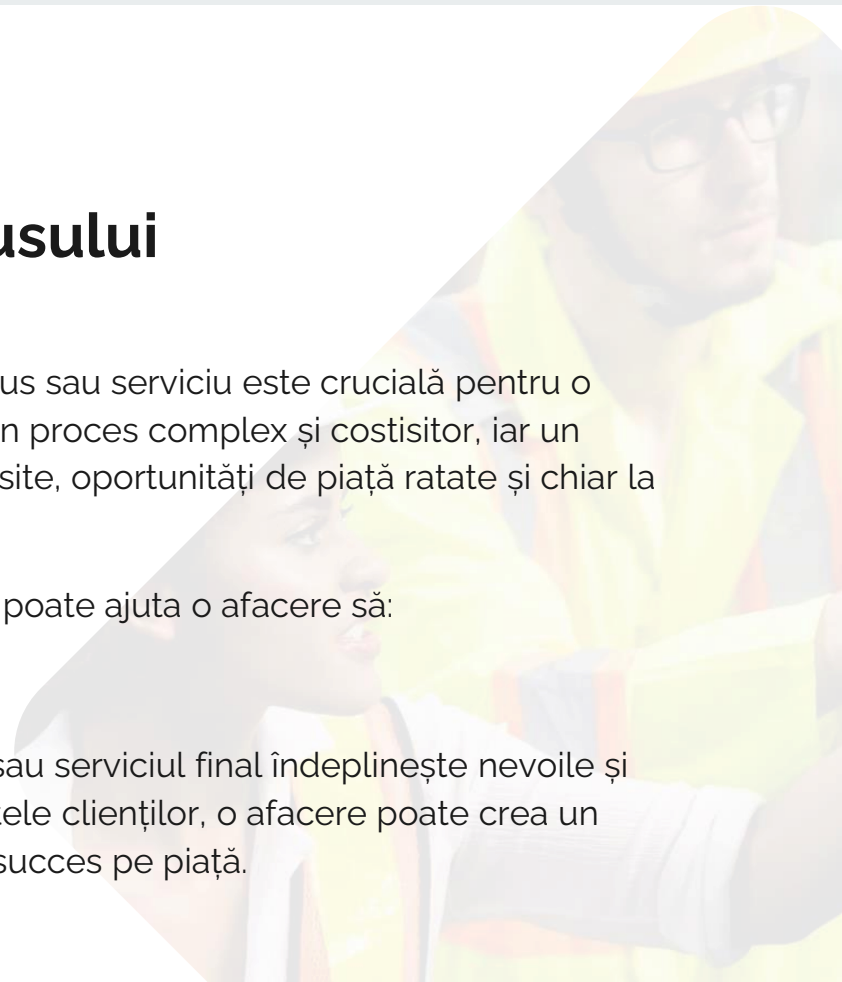 usului
us sau serviciu este crucială pentru o
n proces complex și costisitor, iar un
site, oportunități de piață ratate și chiar la
poate ajuta o afacere să:
sau serviciul final îndeplinește nevoile și
ele clienților, o afacere poate crea un
succes pe piață.